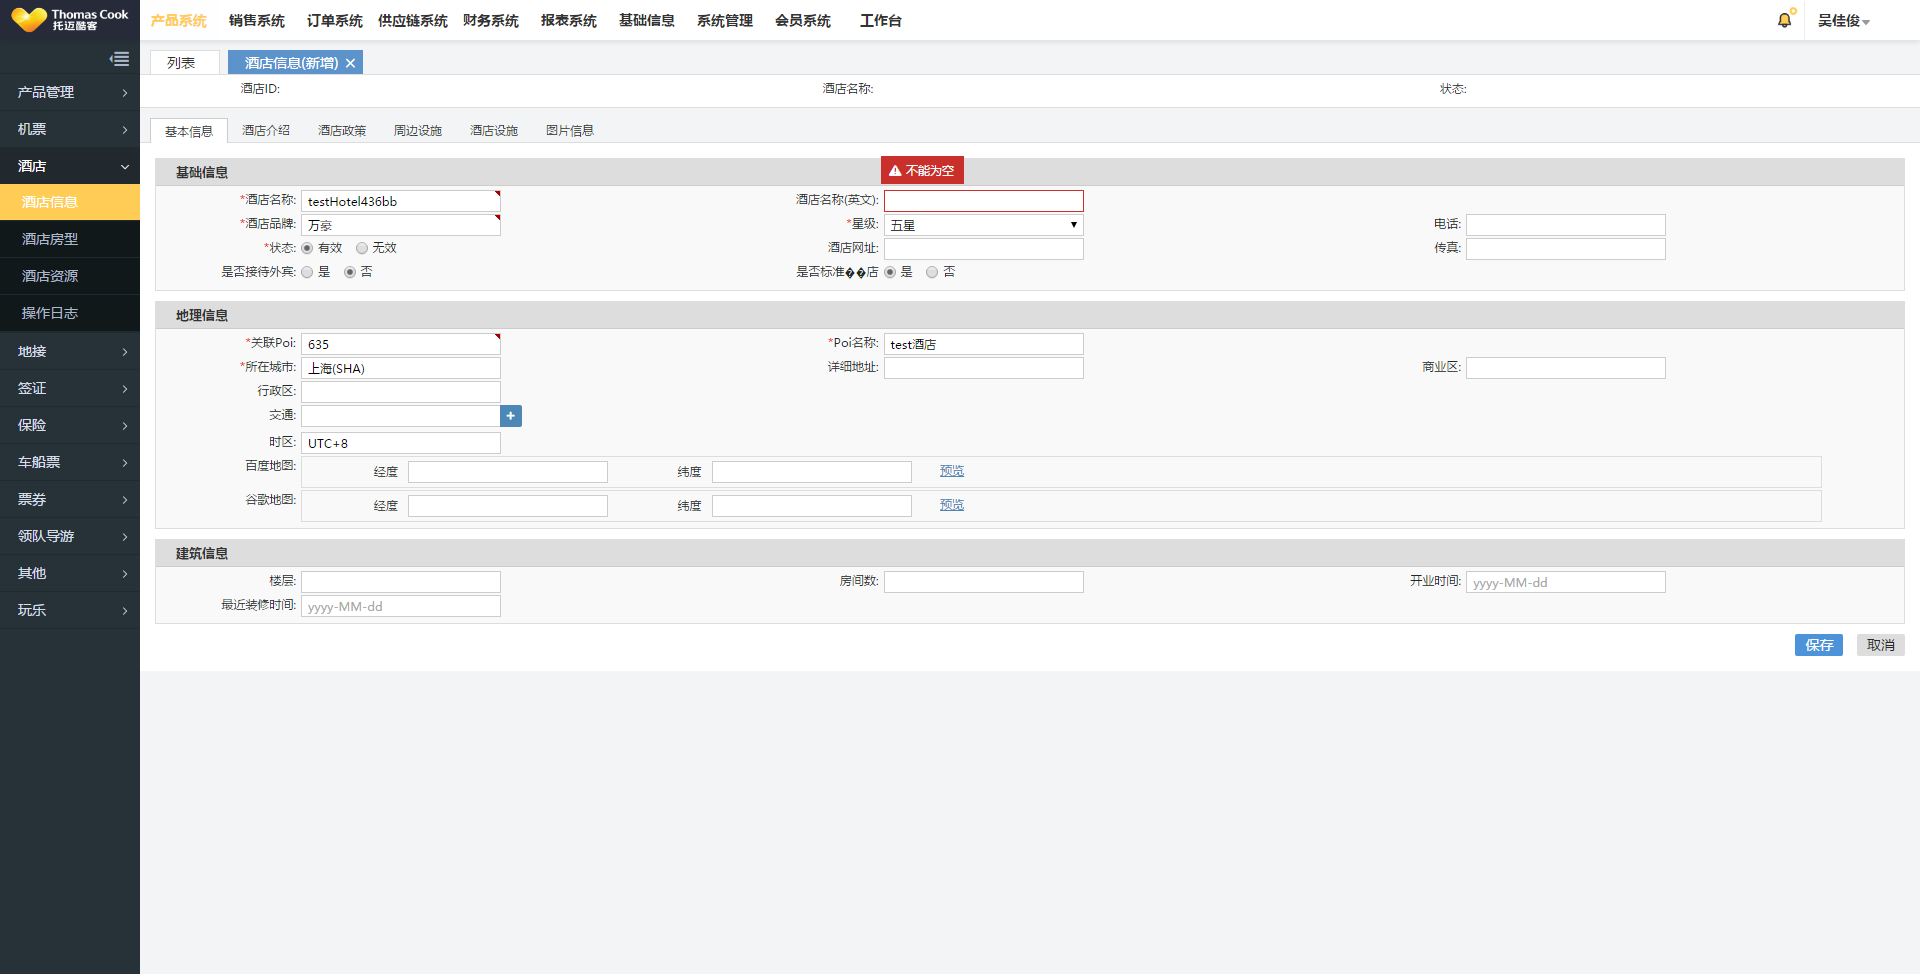 Thomas Cook
托迈酷客
产品系统 销售系统 订单系统 供应链系统 财务系统 报表系统 基础信息 系统管理 会员系统 工作台 吴佳俊
产品管理
机票
酒店
酒店信息
酒店房型
酒店资源
操作日志
地接
签证
保险
车船票
票券
领队导游
其他
玩乐
列表 酒店信息(新增)
酒店ID: 酒店名称: 状态:
基本信息 酒店介绍 酒店政策 周边设施 酒店设施 图片信息
基础信息 不能为空
*酒店名称: testHotel436bb 酒店名称(英文):
*酒店品牌: 万豪 *星级: 五星 电话:
*状态: 有效 无效 酒店网址: 传真:
是否接待外宾: 是 否 是否标准��店 是 否
地理信息
*关联Poi: 635 *Poi名称: test酒店
*所在城市: 上海(SHA) 详细地址: 商业区:
行政区:
交通: +
时区: UTC+8
百度地图: 经度 纬度 预览
谷歌地图: 经度 纬度 预览
建筑信息
楼层: 房间数: 开业时间: yyyy-MM-dd
最近装修时间: yyyy-MM-dd
保存 取消